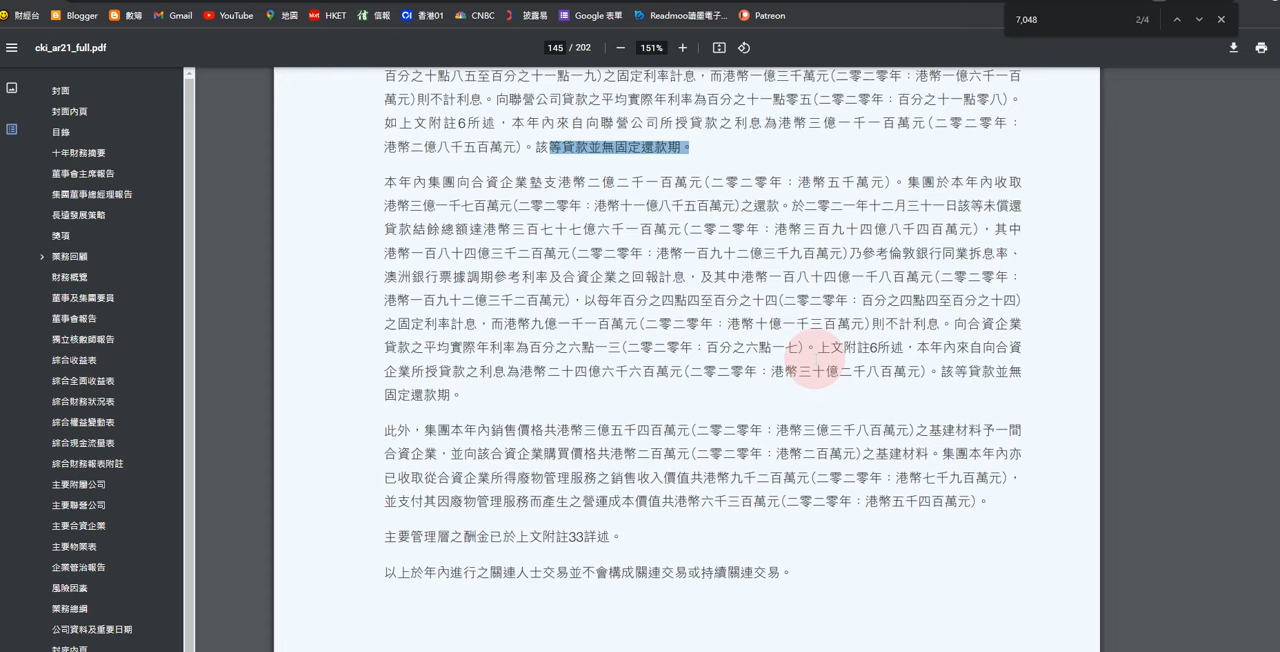 財經台 Blogger 數簿 Gmail YouTube 地圖 HKET 信報 香港01 CNBC 披露易 Google 表單 Readmoo讀墨電子... Patreon
7,048 2/4
cki_ar21_full.pdf
145 / 202
151%
封面
封面內頁
目錄
十年財務摘要
董事會主席報告
集團董事總經理報告
長遠發展策略
獎項
業務回顧
財務概覽
董事及集團要員
董事會報告
獨立核數師報告
綜合收益表
綜合全面收益表
綜合財務狀況表
綜合權益變動表
綜合現金流量表
綜合財務報表附註
主要附屬公司
主要聯營公司
主要合資企業
主要物業表
企業管治報告
風險因素
業務總綱
公司資料及重要日期
封底內頁
百分之十點八五至百分之十一點一九)之固定利率計息，而港幣一億三千萬元(二零二零年：港幣一億六千一百
萬元)則不計利息。向聯營公司貸款之平均實際年利率為百分之十一點零五(二零二零年：百分之十一點零八)。
如上文附註6所述，本年內來自向聯營公司所授貸款之利息為港幣三億一千一百萬元(二零二零年：
港幣二億八千五百萬元)。該等貸款並無固定還款期。
本年內集團向合資企業墊支港幣二億二千一百萬元(二零二零年：港幣五千萬元)。集團於本年內收取
港幣三億一千七百萬元(二零二零年：港幣十一億八千五百萬元)之還款。於二零二一年十二月三十一日該等未償還
貸款結餘總額達港幣三百七十七億六千一百萬元(二零二零年：港幣三百九十四億八千四百萬元)，其中
港幣一百八十四億三千二百萬元(二零二零年：港幣一百九十二億三千九百萬元)乃參考倫敦銀行同業拆息率、
澳洲銀行票據調期參考利率及合資企業之回報計息，及其中港幣一百八十四億一千八百萬元(二零二零年：
港幣一百九十二億三千二百萬元)，以每年百分之四點四至百分之十四(二零二零年：百分之四點四至百分之十四)
之固定利率計息，而港幣九億一千一百萬元(二零二零年：港幣十億一千三百萬元)則不計利息。向合資企業
貸款之平均實際年利率為百分之六點一三(二零二零年：百分之六點一七)。上文附註6所述，本年內來自向合資
企業所授貸款之利息為港幣二十四億六千六百萬元(二零二零年：港幣三十億二千八百萬元)。該等貸款並無
固定還款期。
此外，集團本年內銷售價格共港幣三億五千四百萬元(二零二零年：港幣三億三千八百萬元)之基建材料予一間
合資企業，並向該合資企業購買價格共港幣二百萬元(二零二零年：港幣二百萬元)之基建材料。集團本年內亦
已收取從合資企業所得廢物管理服務之銷售收入價值共港幣九千二百萬元(二零二零年：港幣七千九百萬元)，
並支付其因廢物管理服務而產生之營運成本價值共港幣六千三百萬元(二零二零年：港幣五千四百萬元)。
主要管理層之酬金已於上文附註33詳述。
以上於年內進行之關連人士交易並不會構成關連交易或持續關連交易。